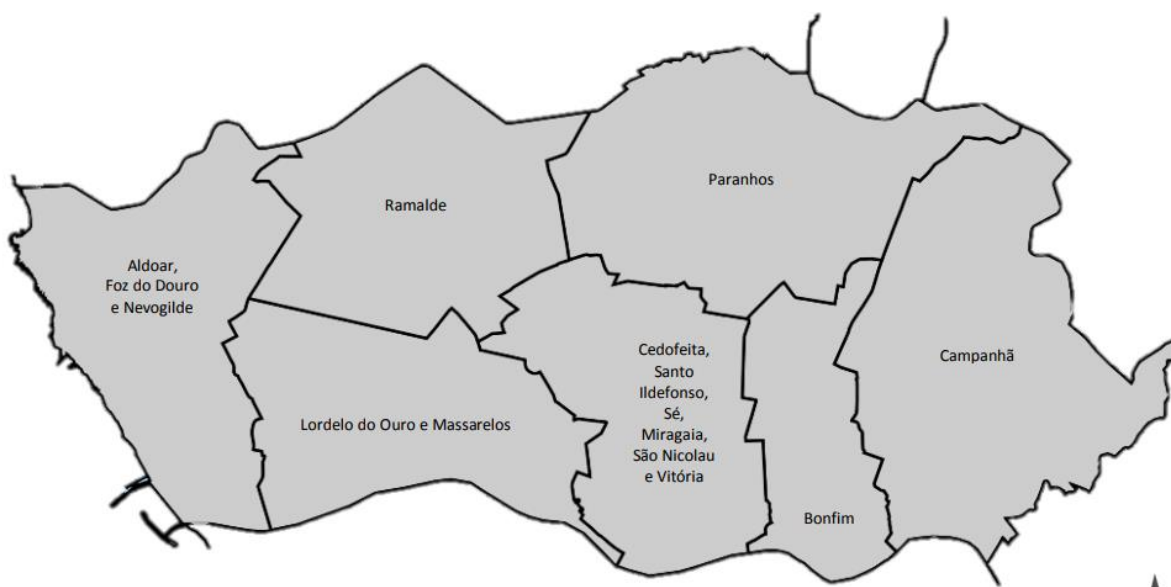 Paranhos
Ramalde
Aldoar,
Foz do Douro
e Nevogilde
Cedofeita,
Santo
Ildefonso,
Sé,
Miragaia,
São Nicolau
e Vitória
Campanhã
Lordelo do Ouro e Massarelos
Bonfim